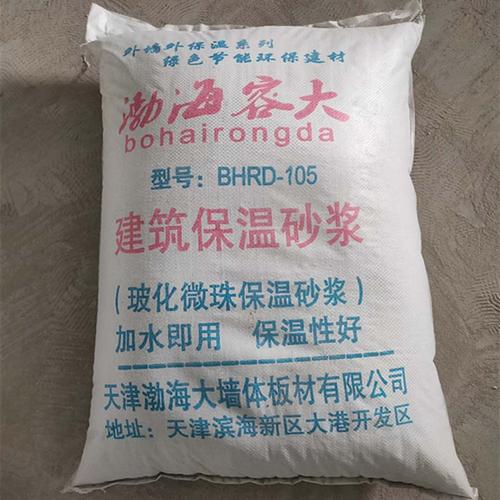 外墙外保温系列
绿色节能环保建材
渤海容大
bohairongda
型号：BHRD-105
建筑保温砂浆
（玻化微珠保温砂浆）
加水即用 保温性好
天津渤海大墙体板材有限公司
地址：天津滨海新区大港开发区